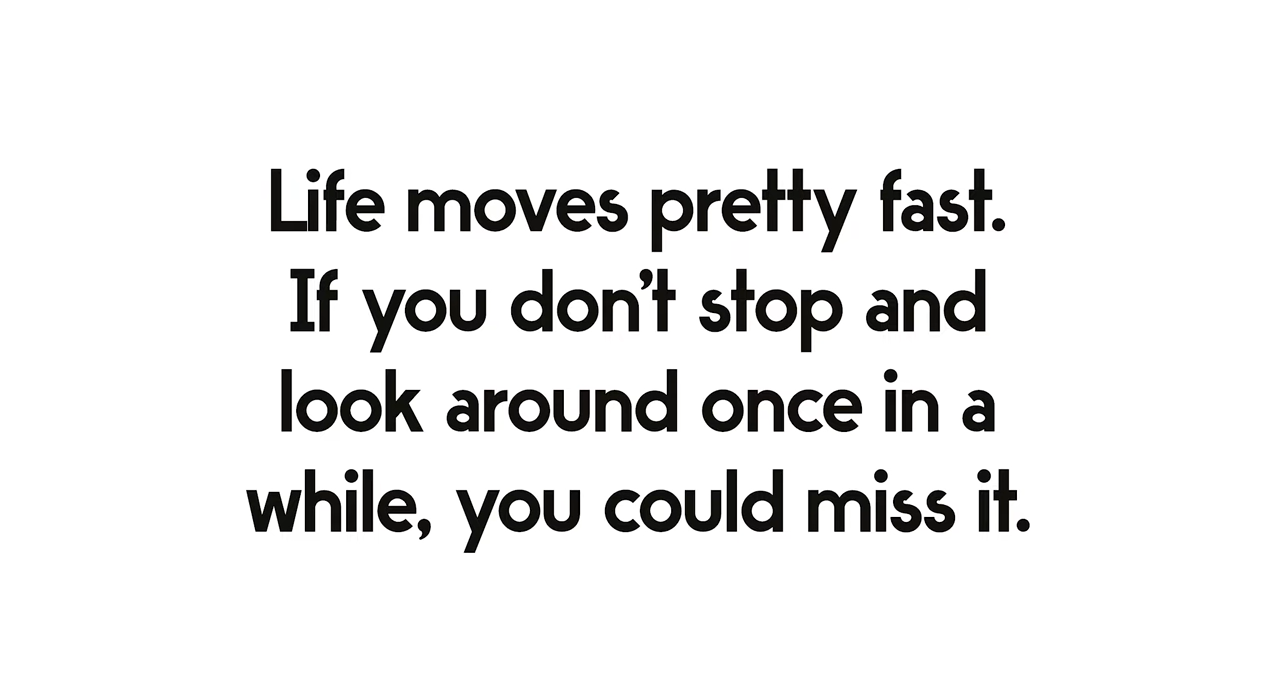 Life moves pretty fast.
If you don’t stop and
look around once in a
while, you could miss it.